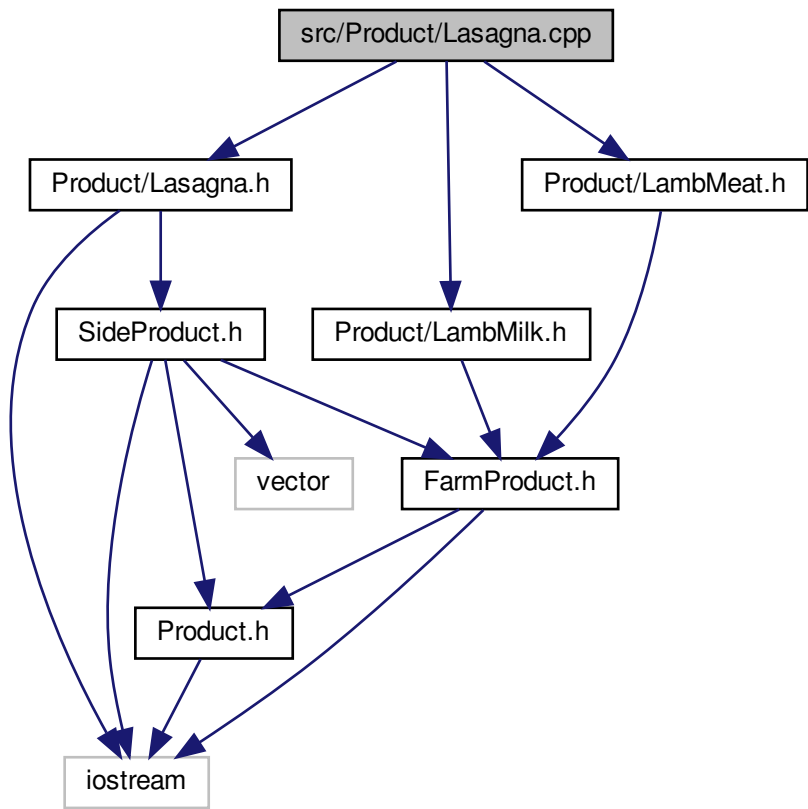 src/Product/Lasagna.cpp
Product/Lasagna.h
Product/LambMeat.h
SideProduct.h
Product/LambMilk.h
vector
FarmProduct.h
Product.h
iostream